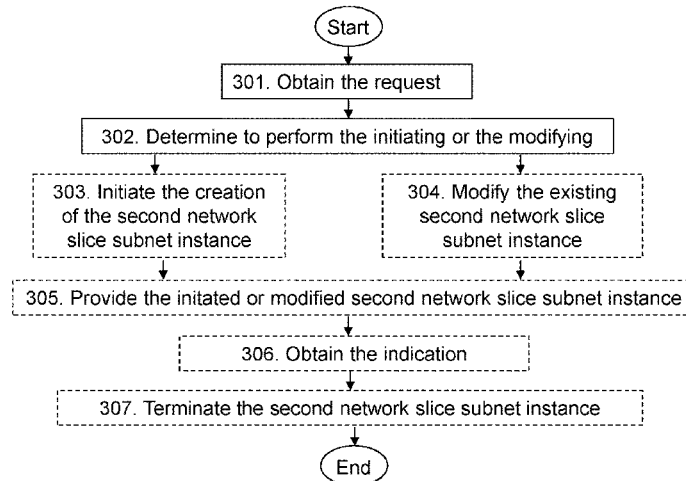 Start
301. Obtain the request
302. Determine to perform the initiating or the modifying
303. Initiate the creation
of the second network
slice subnet instance
304. Modify the existing
second network slice
subnet instance
305. Provide the initated or modified second network slice subnet instance
306. Obtain the indication
307. Terminate the second network slice subnet instance
End